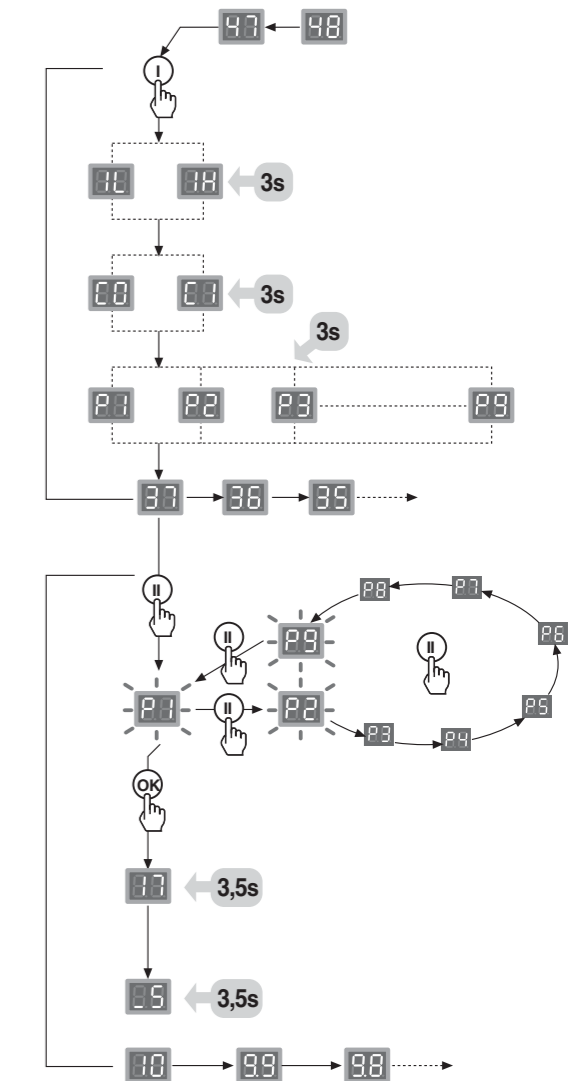 47 48
I
1L 1H 3s
C0 C1 3s
3s
P1 P2 P3 P9
37 36 35
II
P8 P7
II P9 II P6
P1 II P2 P5
P3 P4
OK
17 3,5s
_5 3,5s
10 9.9 9.8